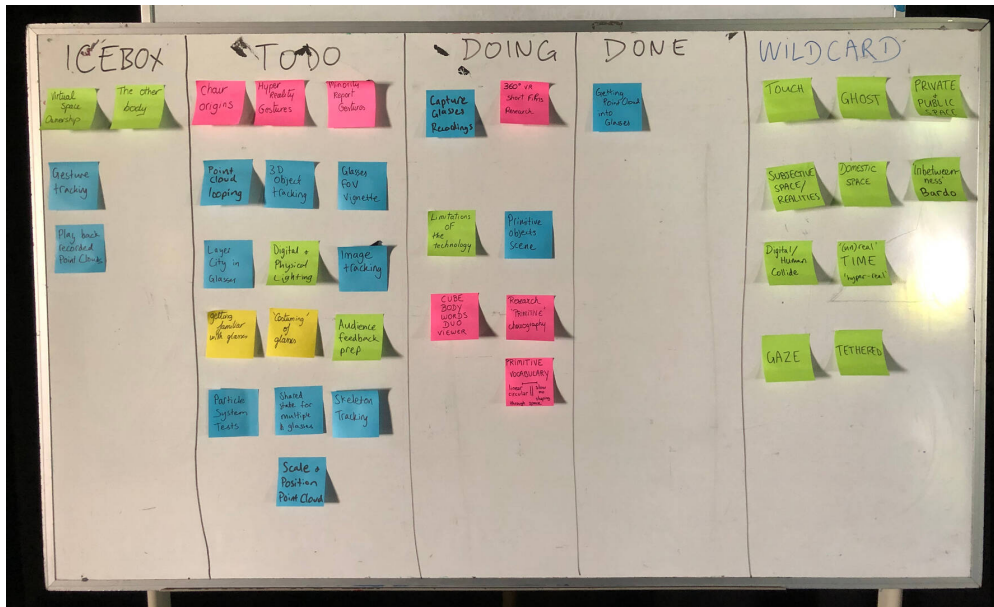 ICEBOX
TODO
DOING
DONE
WILDCARD
Virtual
Space
Ownership
The other
body
Gesture
tracking
Play back
recorded
Point Clouds
Chair
origins
Hyper
Reality
Gestures
Minority
Report
Gestures
Point
Cloud
looping
3D
Object
tracking
Glasses
FoV
Vignette
Layer
City in
Glasses
Digital +
Physical
Lighting
Image
tracking
Getting
familiar
with glasses
'Costuming'
of
glasses
Audience
feedback
prep
Particle
System
Tests
Shared
state for
multiple
glasses
Skeleton
Tracking
Scale +
Position
Point Cloud
Capture
Glasses
Recordings
360° VR
Short Films
Research
Limitations
OF
the
technology
Primitive
Objects
Scene
CUBE
BODY
WORDS
DUO
VIEWER
Research
'PRIMITIVE'
choreography
PRIMITIVE
VOCABULARY
linear
circular
through space
Getting
Point Cloud
into
Glasses
TOUCH
GHOST
PRIVATE
+
PUBLIC
SPACE
SUBJECTIVE
SPACE/
REALITIES
DOMESTIC
SPACE
'Inbetween-
ness'
Bardo
Digital/
Human
Collide
'(un)real'
TIME
'hyper-real'
GAZE
TETHERED